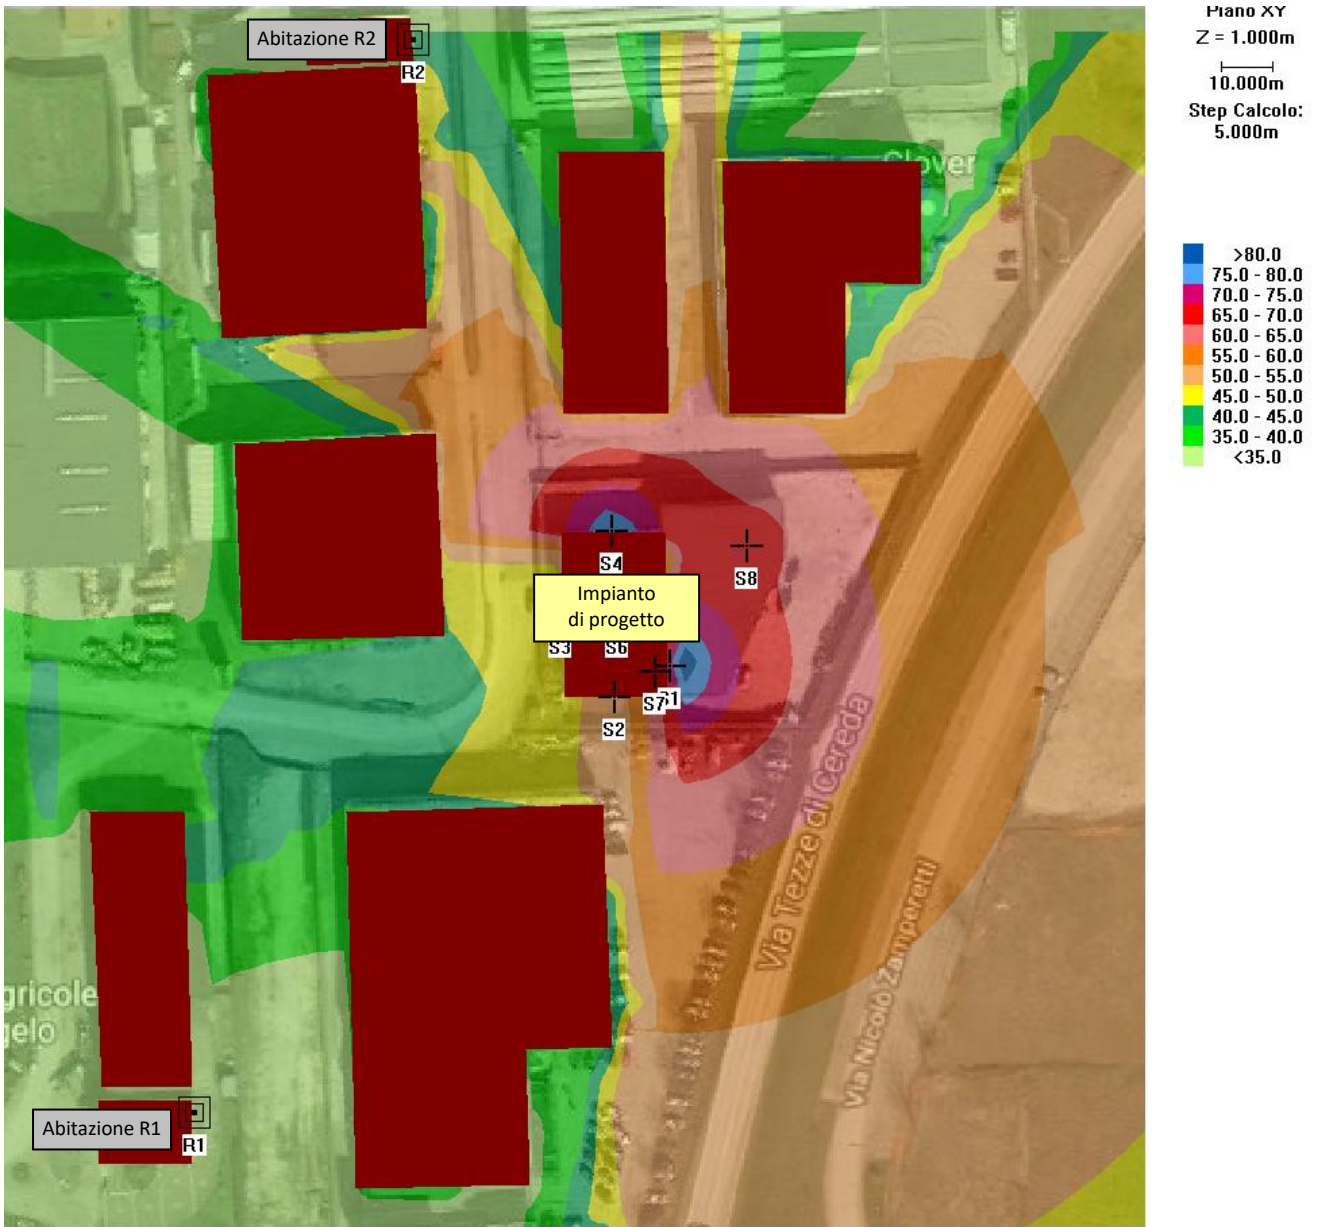 Piano XY
Z = 1.000m
10.000m
Step Calcolo:
5.000m
>80.0
75.0 - 80.0
70.0 - 75.0
65.0 - 70.0
60.0 - 65.0
55.0 - 60.0
50.0 - 55.0
45.0 - 50.0
40.0 - 45.0
35.0 - 40.0
<35.0
Abitazione R2
R2
Clover
S4
S8
Impianto
di progetto
S3
S6
S7
S1
S2
Via Tezze di Cereda
Via Nicolò Zamperetti
gricole
gelo
Abitazione R1
R1